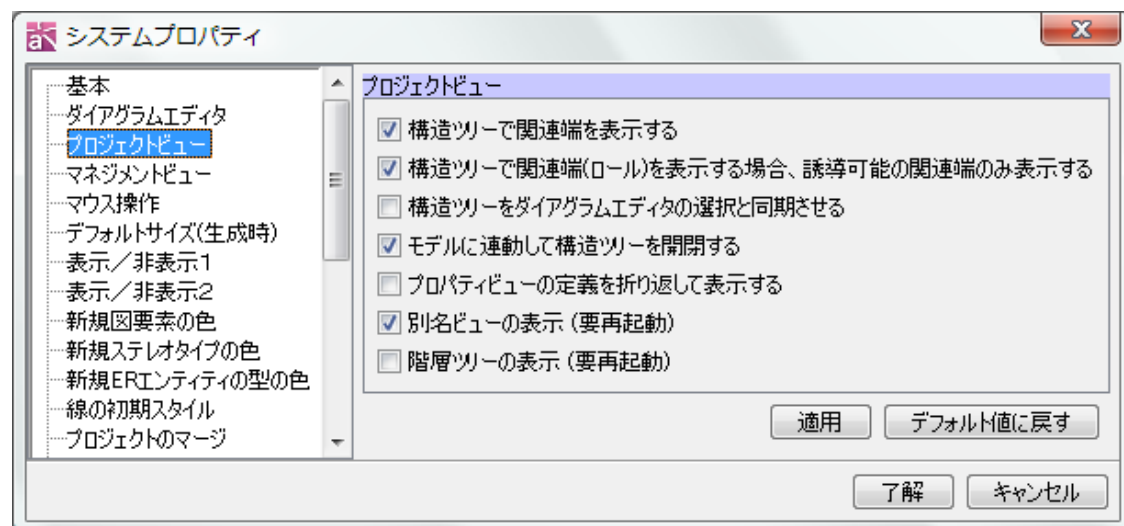 システムプロパティ
基本
ダイアグラムエディタ
プロジェクトビュー
マネジメントビュー
マウス操作
デフォルトサイズ(生成時)
表示／非表示1
表示／非表示2
新規図要素の色
新規ステレオタイプの色
新規ERエンティティの型の色
線の初期スタイル
プロジェクトのマージ
プロジェクトビュー
構造ツリーで関連端を表示する
構造ツリーで関連端(ロール)を表示する場合、誘導可能の関連端のみ表示する
構造ツリーをダイアグラムエディタの選択と同期させる
モデルに連動して構造ツリーを開閉する
プロパティビューの定義を折り返して表示する
別名ビューの表示 (要再起動)
階層ツリーの表示 (要再起動)
適用
デフォルト値に戻す
了解
キャンセル